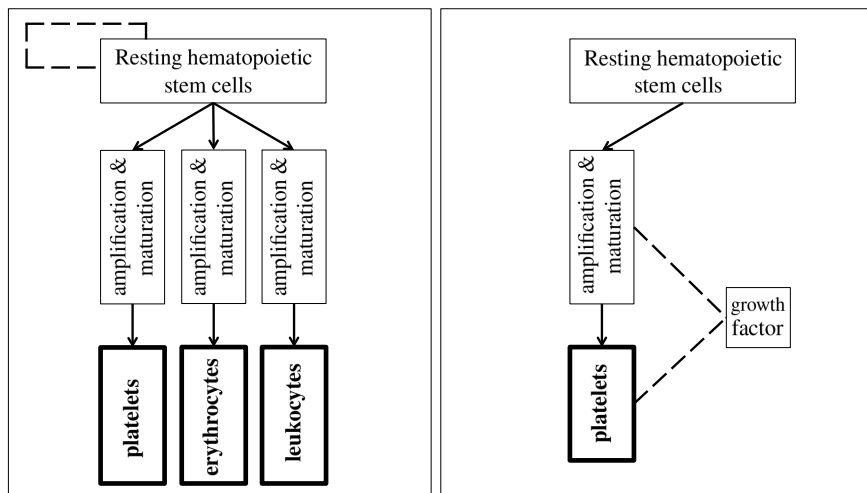 Resting hematopoietic
stem cells
amplification &
maturation
amplification &
maturation
amplification &
maturation
platelets
erythrocytes
leukocytes
Resting hematopoietic
stem cells
amplification &
maturation
growth
factor
platelets